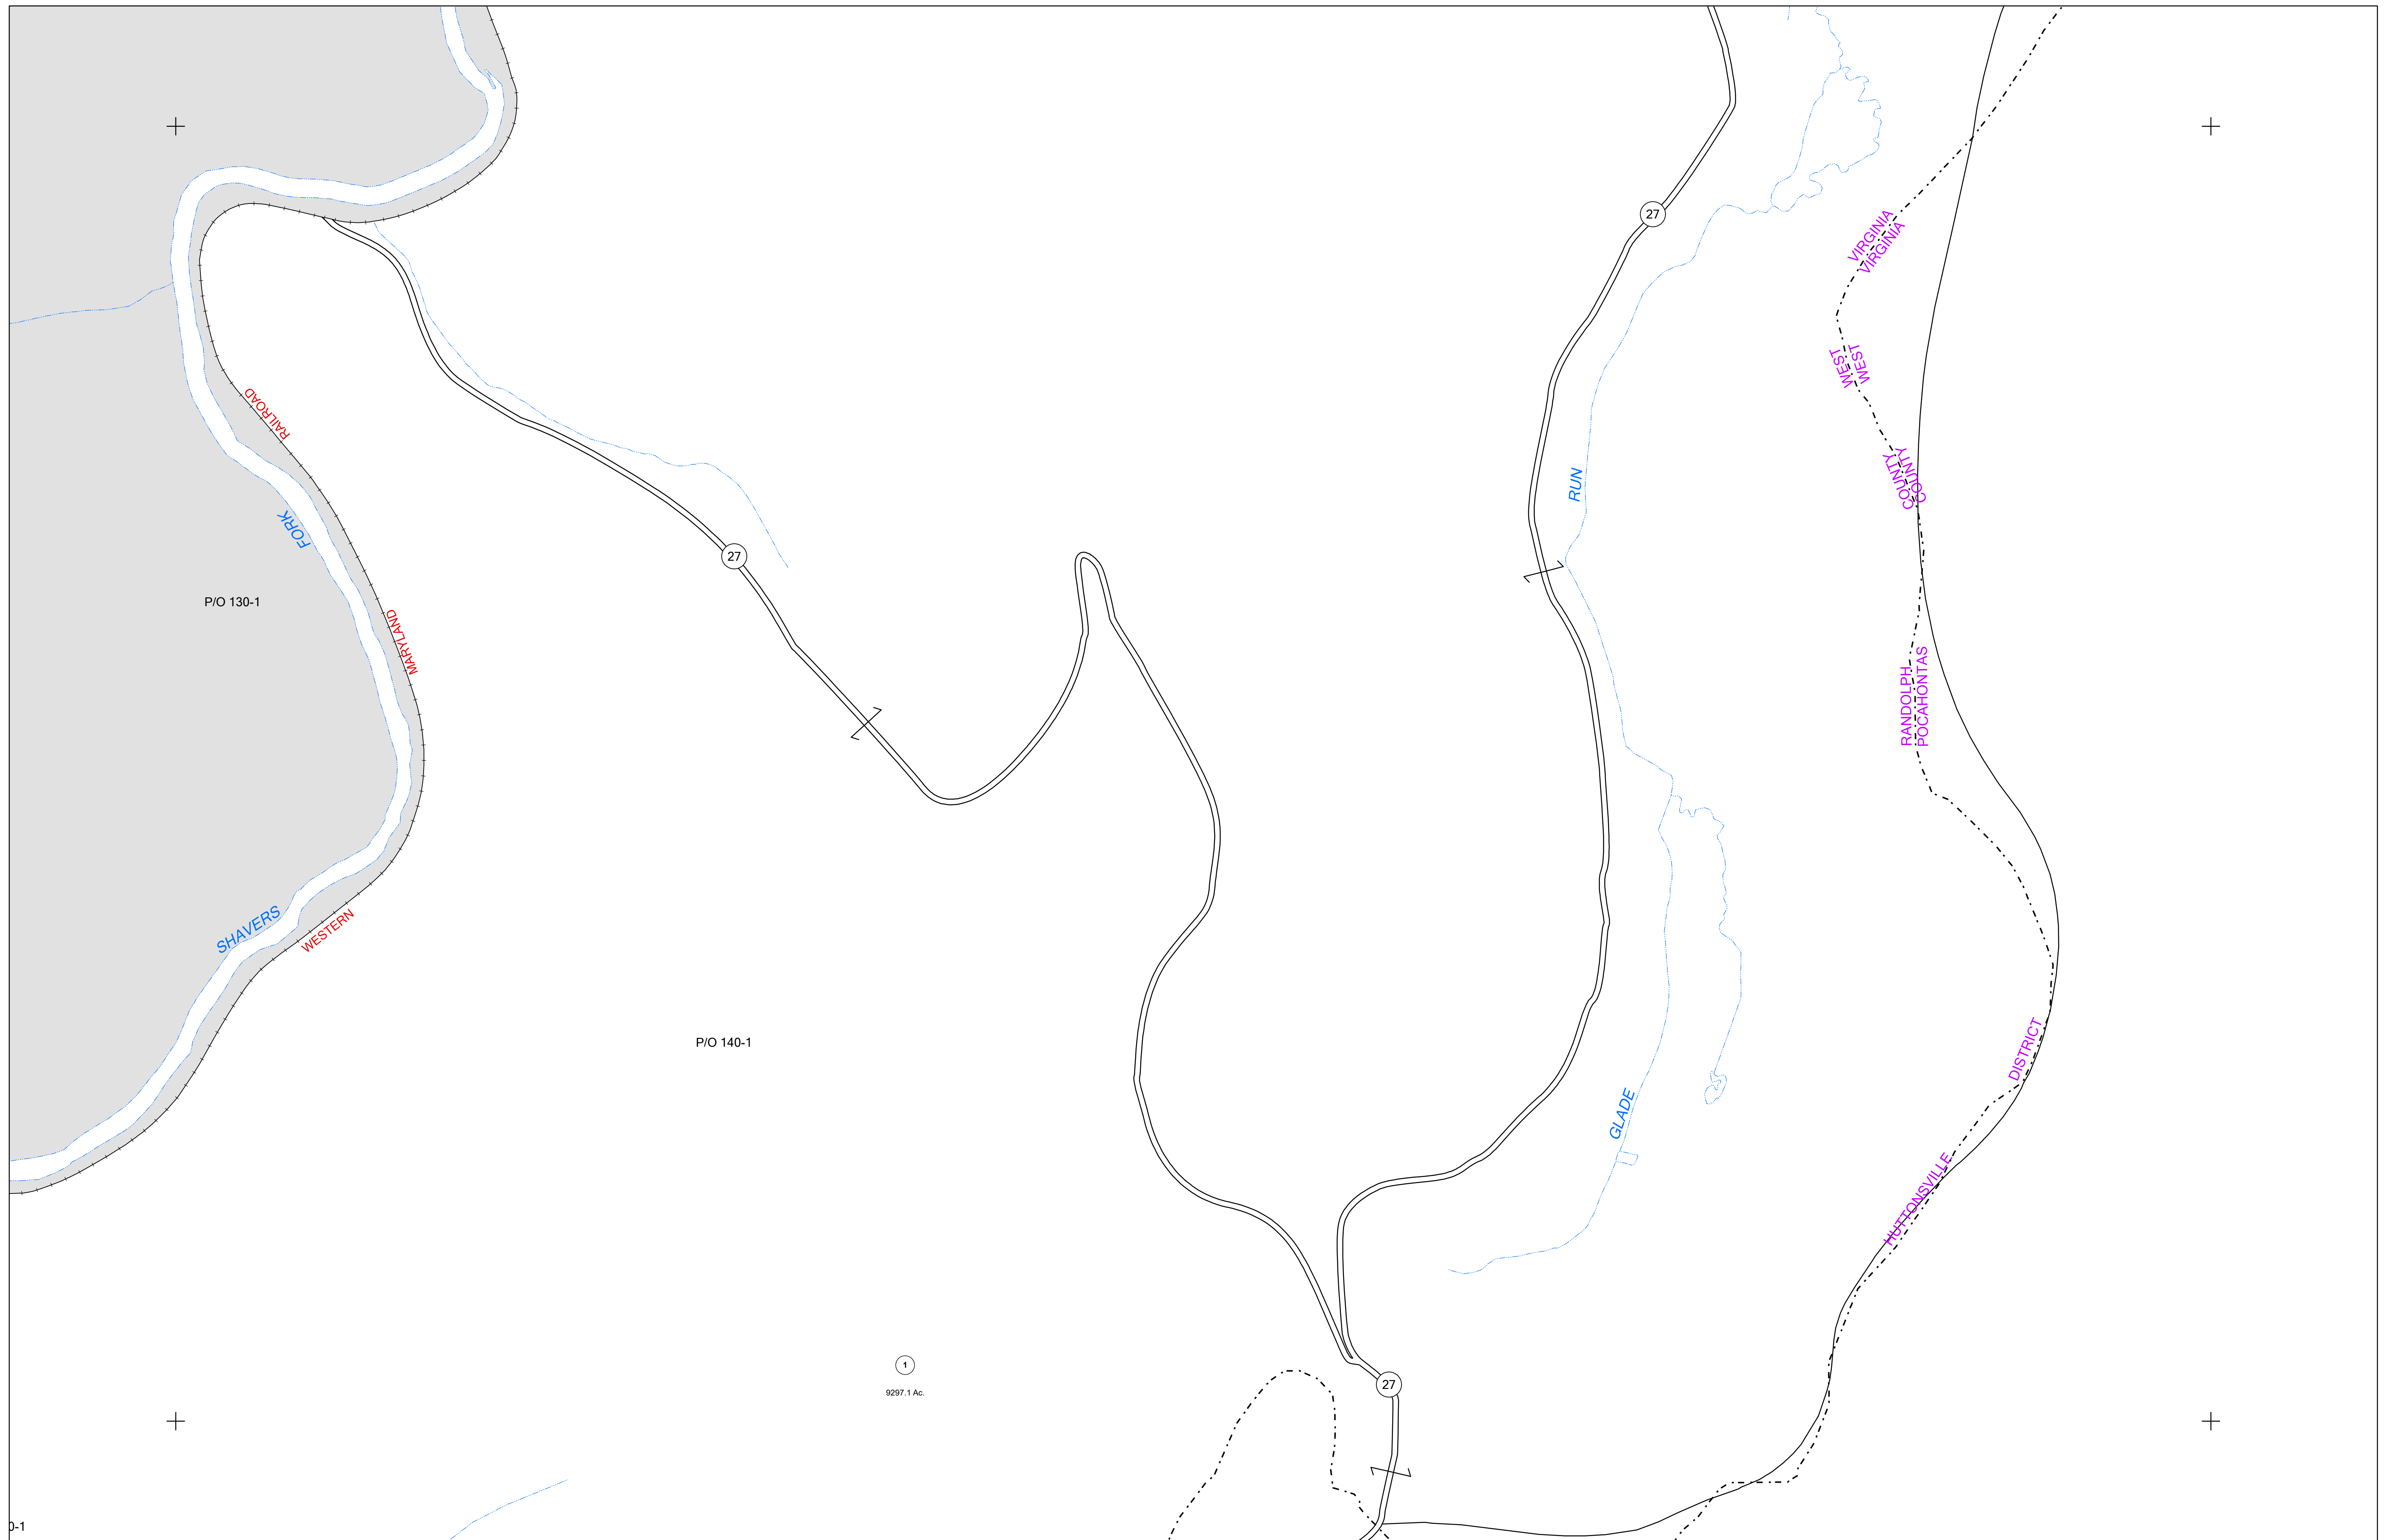 27
VIRGINIA
VIRGINIA
WEST
WEST
RAILROAD
COUNTY
COUNTY
RUN
FORK
27
P/O 130-1
MARYLAND
RANDOLPH
POCAHONTAS
SHAVERS
WESTERN
P/O 140-1
DISTRICT
GLADE
HUTTONSVILLE
1
9297.1 Ac.
27
0-1